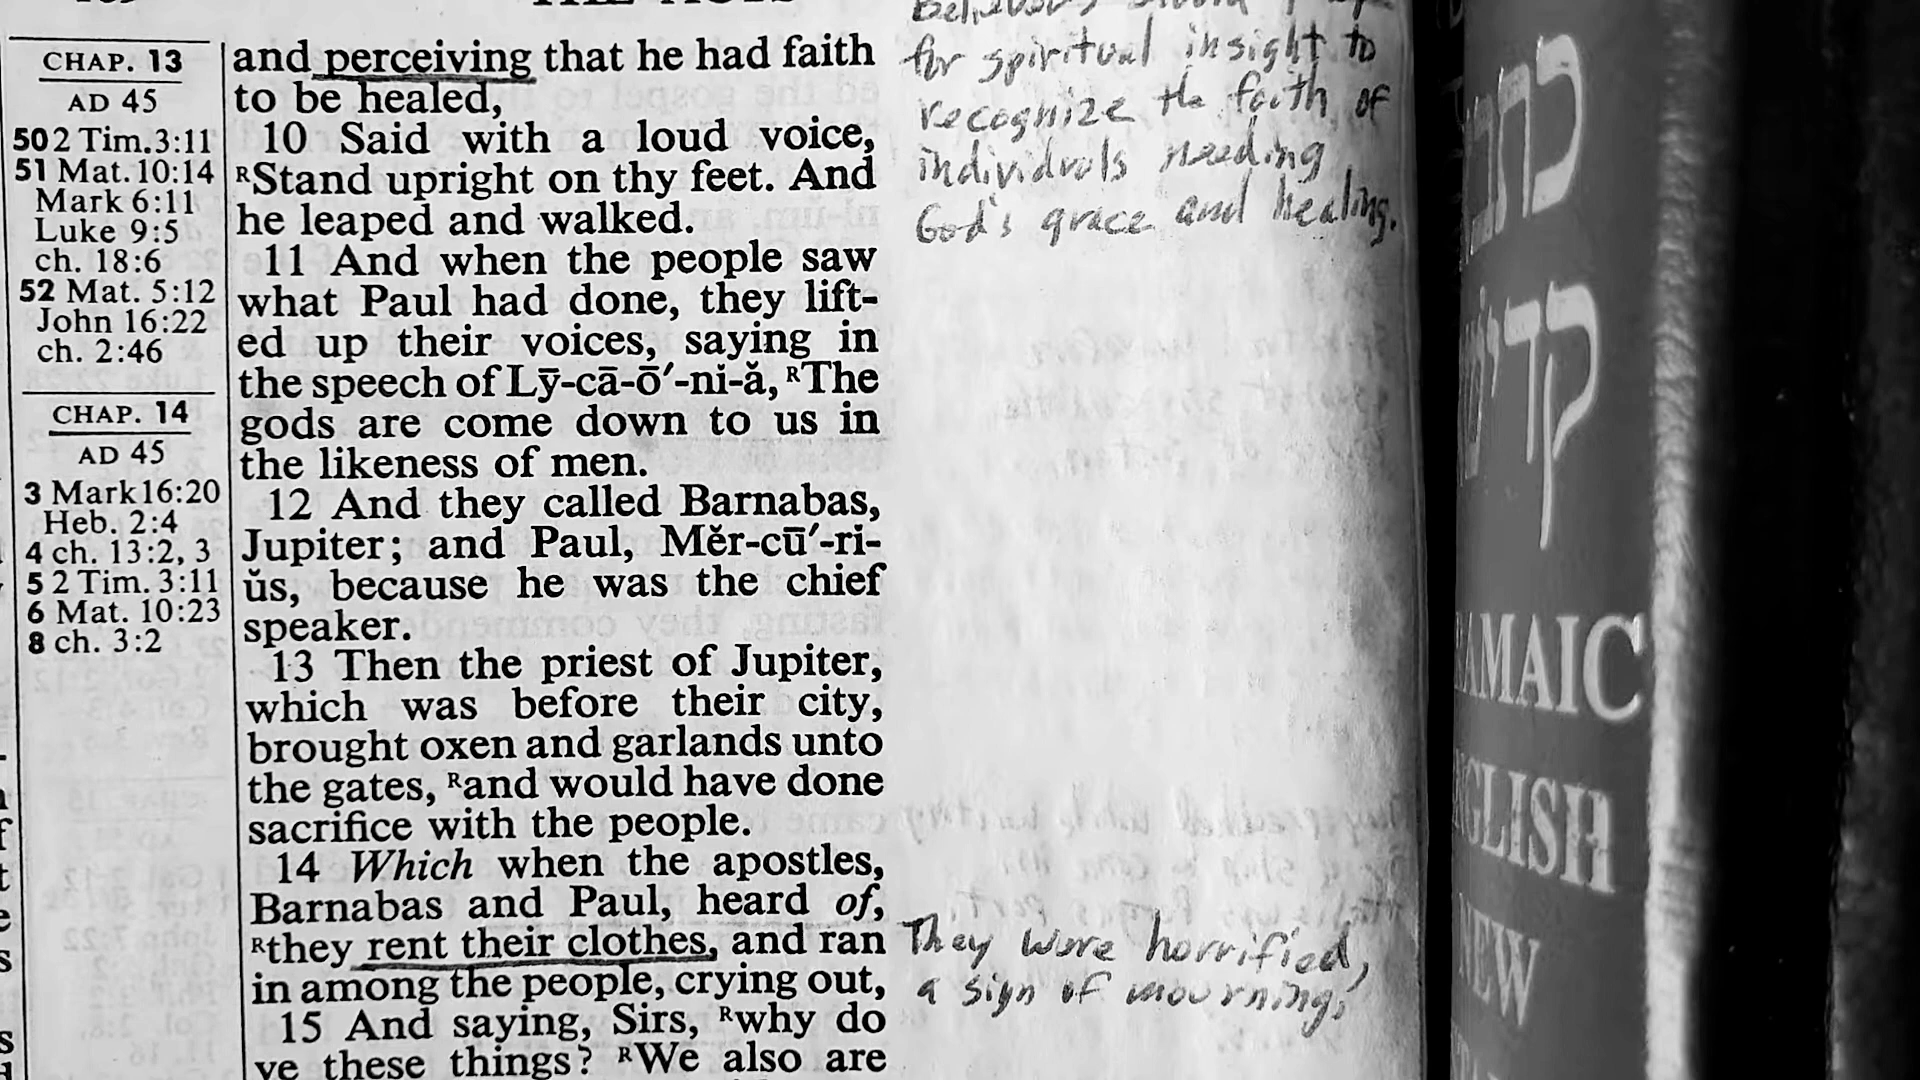 THE ACTS
CHAP. 13
AD 45
50 2 Tim. 3:11
51 Mat. 10:14
Mark 6:11
Luke 9:5
ch. 18:6
52 Mat. 5:12
John 16:22
ch. 2:46
CHAP. 14
AD 45
3 Mark 16:20
Heb. 2:4
4 ch. 13:2, 3
5 2 Tim. 3:11
6 Mat. 10:23
8 ch. 3:2
and perceiving that he had faith
to be healed,
10 Said with a loud voice,
ᴿStand upright on thy feet. And
he leaped and walked.
11 And when the people saw
what Paul had done, they lift-
ed up their voices, saying in
the speech of Lȳ-cā-ō′-nĭ-ă, ᴿThe
gods are come down to us in
the likeness of men.
12 And they called Barnabas,
Jupiter; and Paul, Mĕr-cū′-ri-
ŭs, because he was the chief
speaker.
13 Then the priest of Jupiter,
which was before their city,
brought oxen and garlands unto
the gates, ᴿand would have done
sacrifice with the people.
14 Which when the apostles,
Barnabas and Paul, heard of,
ᴿthey rent their clothes, and ran
in among the people, crying out,
15 And saying, Sirs, ᴿwhy do
ye these things? ᴿWe also are
for spiritual insight to
recognize the faith of
individuals needing
God's grace and healing.
They were horrified,
a sign of mourning.
כתבי
קדיש
AMAIC
GLISH
NEW